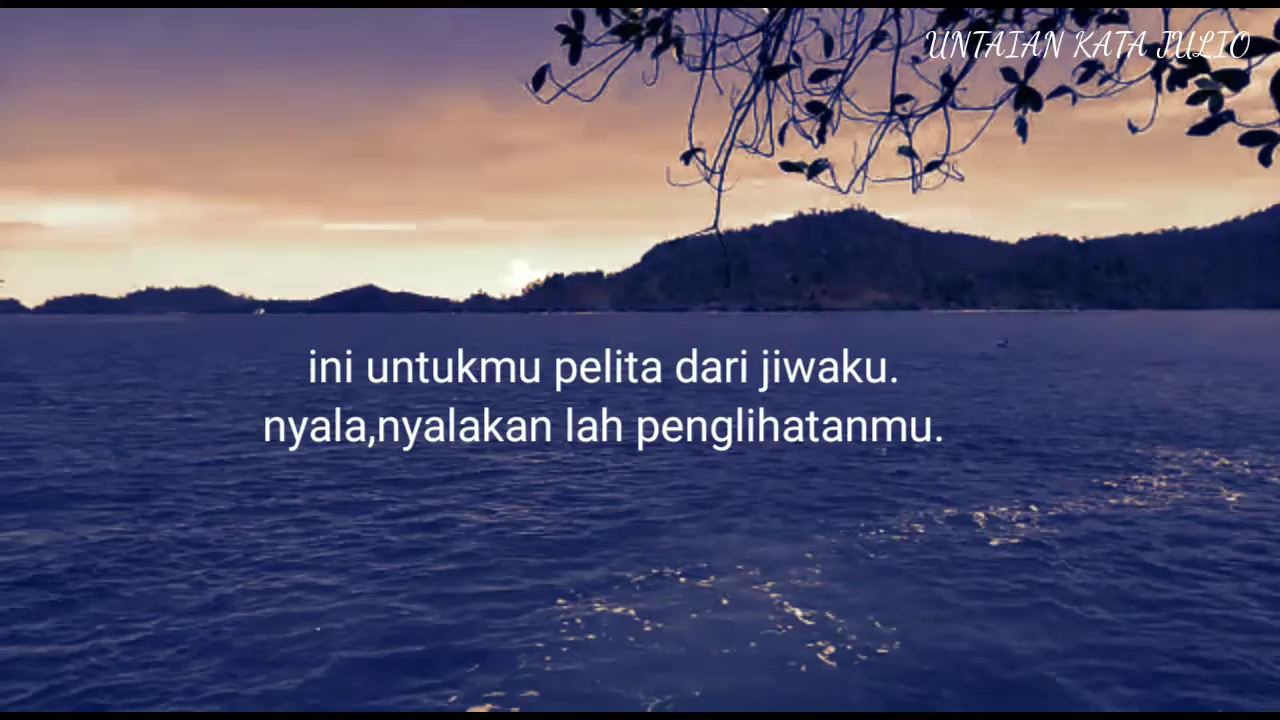 UNTAIAN KATA JULIO
ini untukmu pelita dari jiwaku.
nyala,nyalakan lah penglihatanmu.